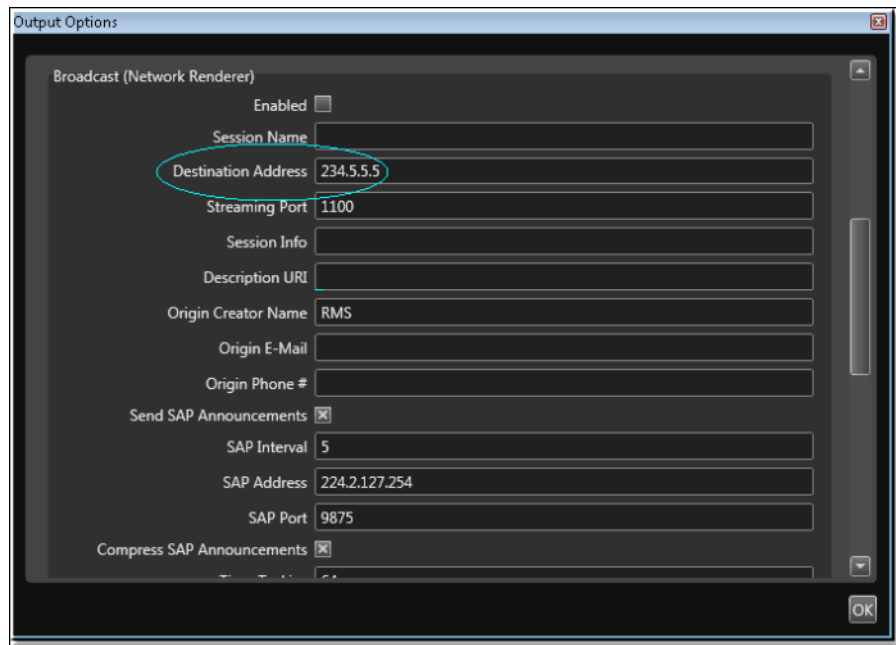 Output Options
Broadcast (Network Renderer)
Enabled
Session Name
Destination Address 234.5.5.5
Streaming Port 1100
Session Info
Description URI
Origin Creator Name RMS
Origin E-Mail
Origin Phone #
Send SAP Announcements
SAP Interval 5
SAP Address 224.2.127.254
SAP Port 9875
Compress SAP Announcements
OK